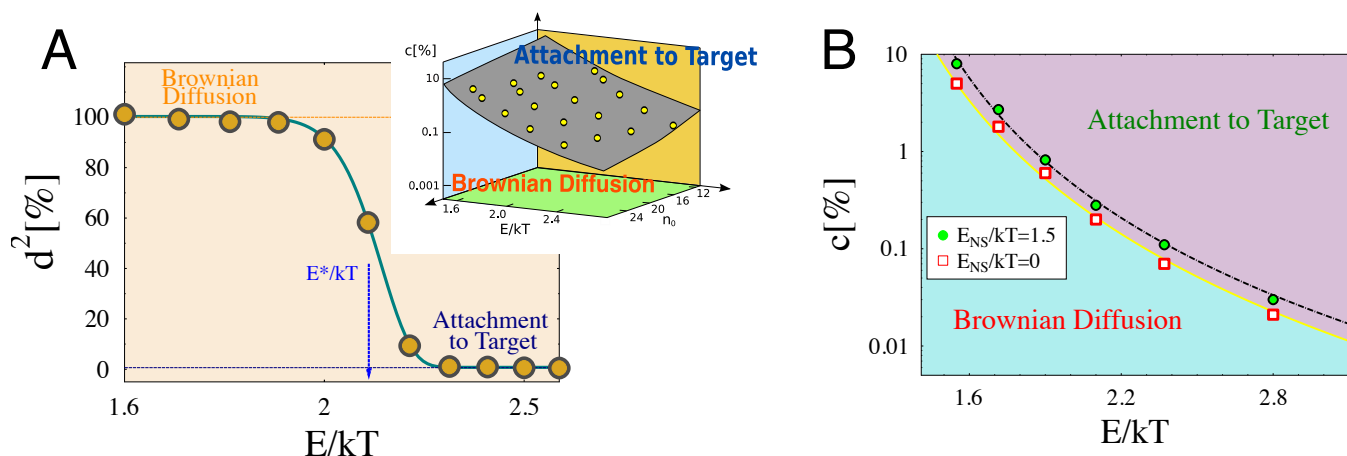 A
Brownian
Diffusion
100
80
60
40
20
0
d²[%]
E*/kT
Attachment
to Target
1.6
2
2.5
E/kT
c[%]
Attachment to Target
10
0.1
0.001
Brownian Diffusion
1.6
2.0
2.4
E/kT
24
20
16
12
n₀
B
10
1
0.1
0.01
c[%]
Attachment to Target
E_NS/kT=1.5
E_NS/kT=0
Brownian Diffusion
1.6
2.2
2.8
E/kT